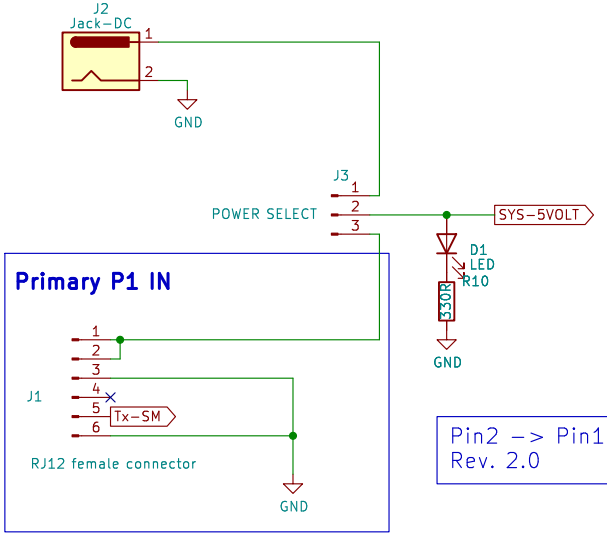 J2
Jack-DC
1
2
GND
J3
1
POWER SELECT
2
3
SYS-5VOLT
D1
LED
R10
330R
GND
Primary P1 IN
1
2
3
J1
4
5
Tx-SM
6
RJ12 female connector
GND
Pin2 -> Pin1
Rev. 2.0